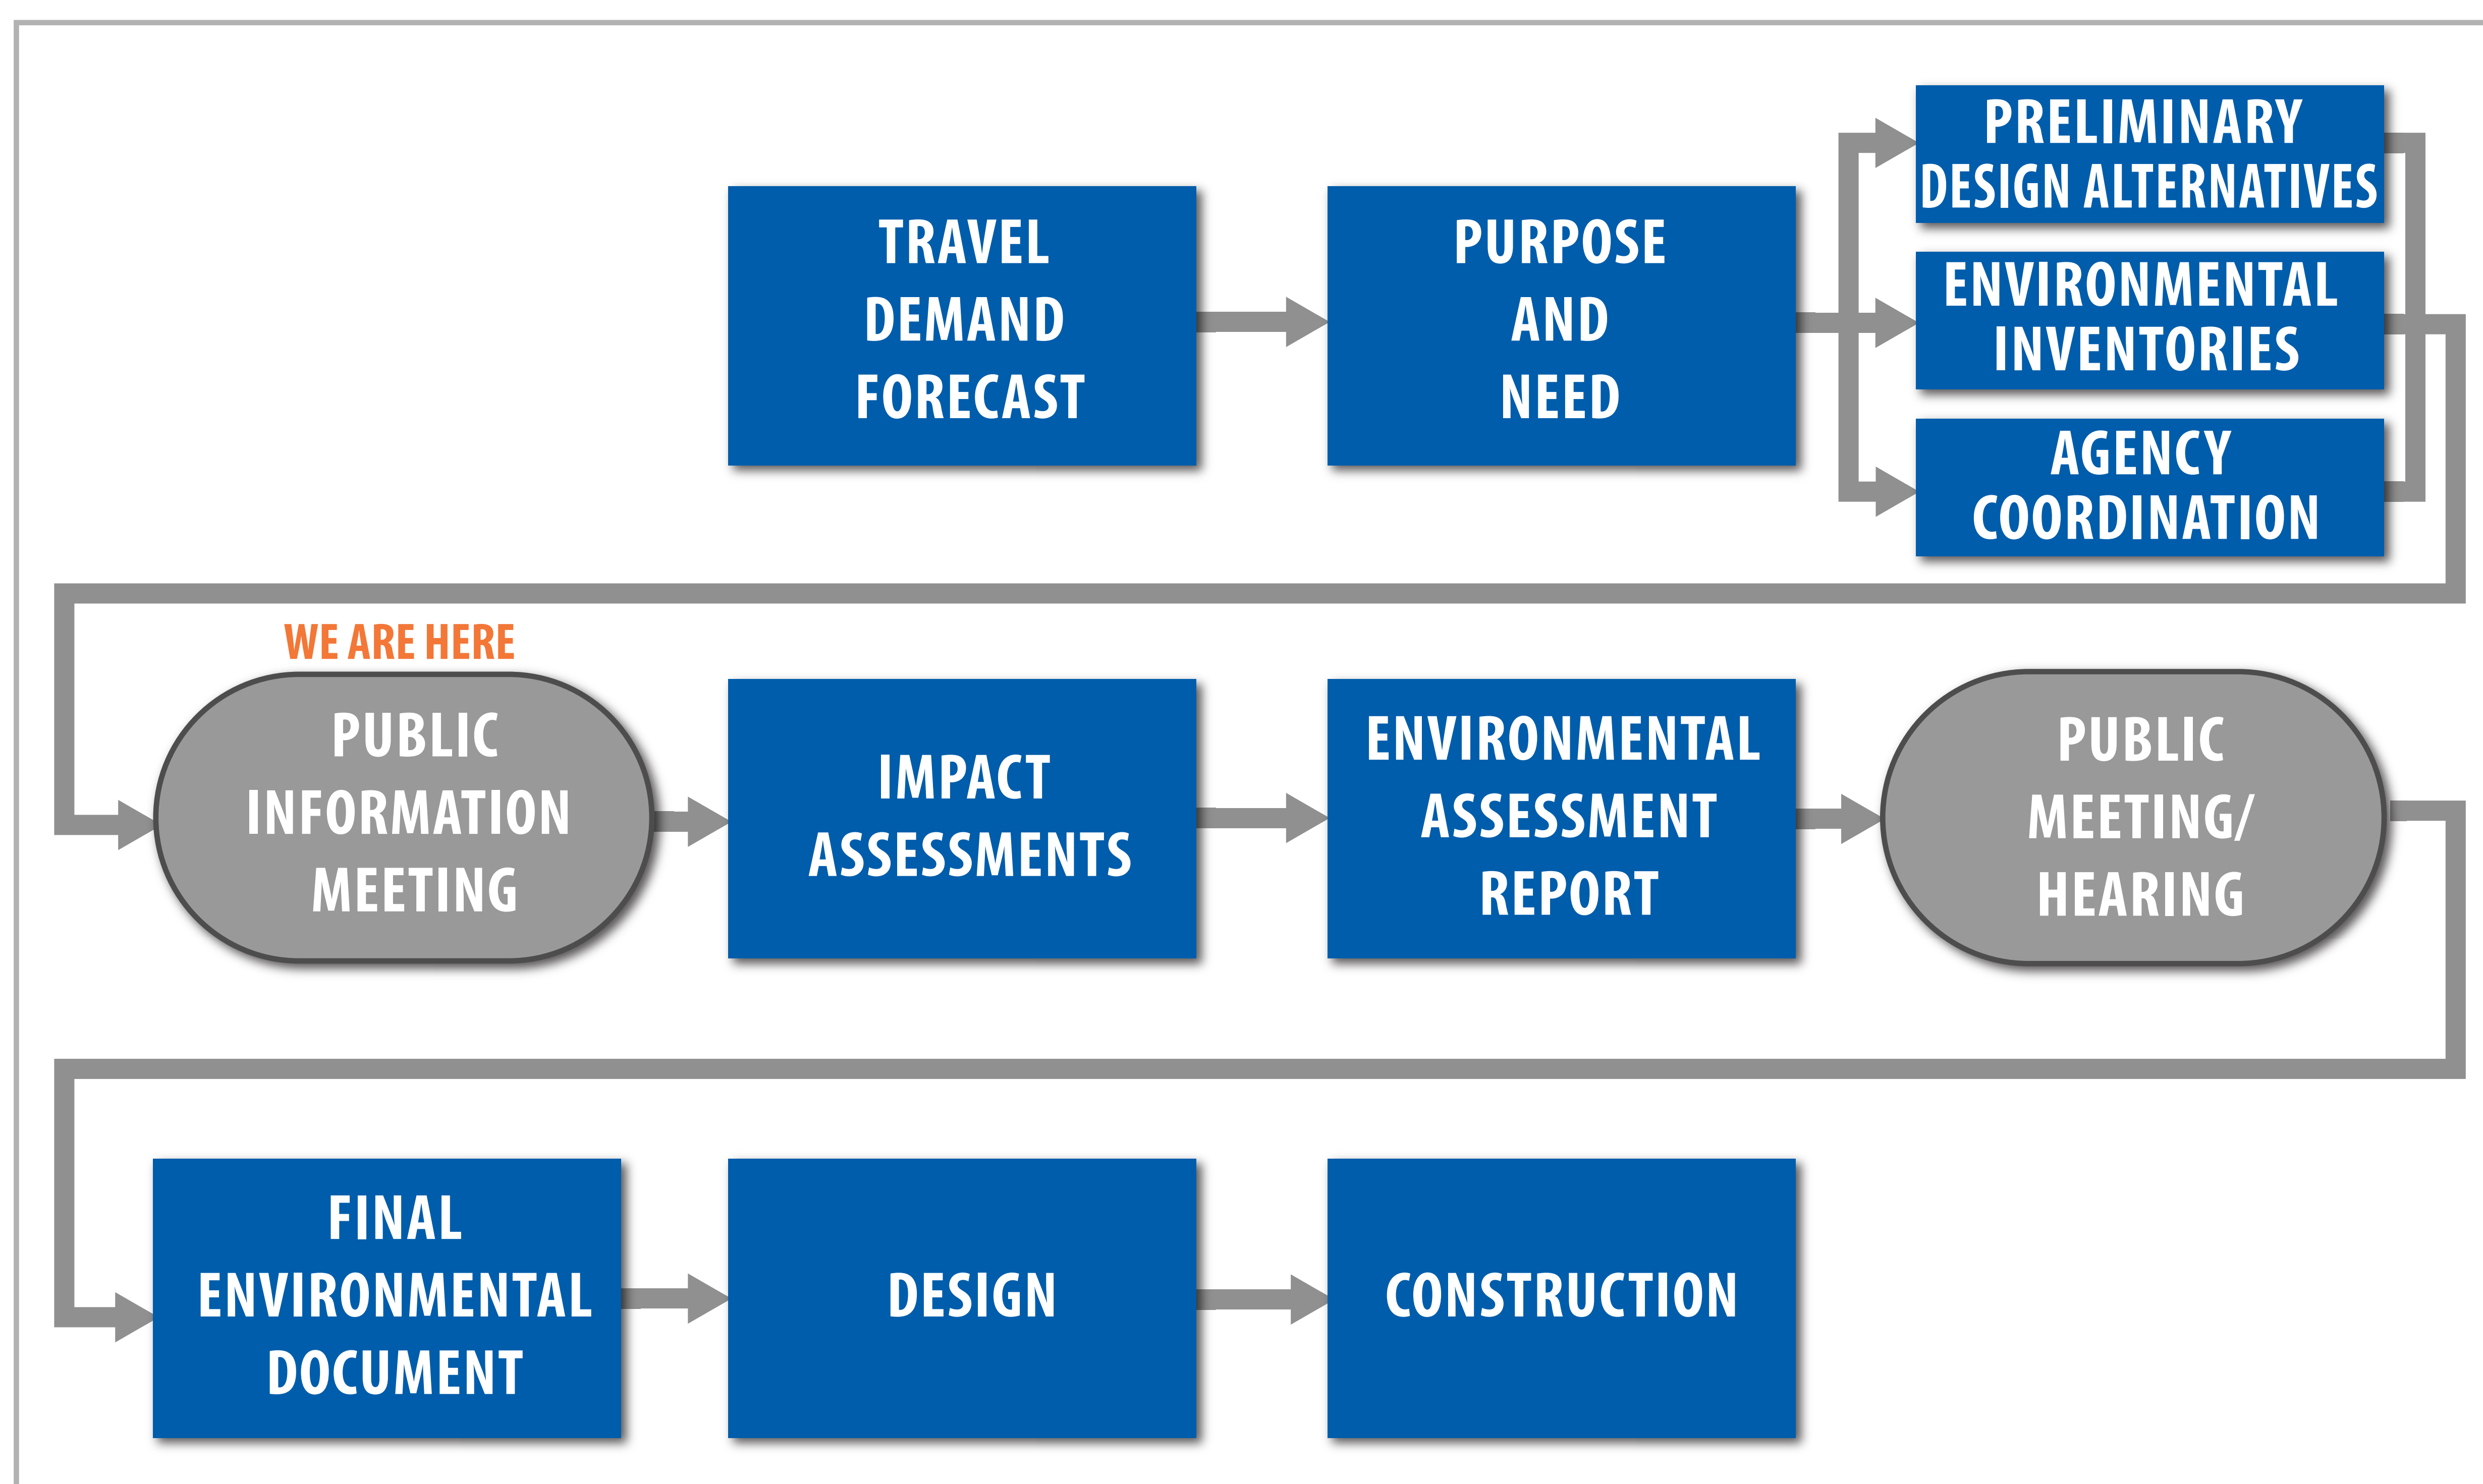 TRAVEL
DEMAND
FORECAST
PURPOSE
AND
NEED
PRELIMINARY
DESIGN ALTERNATIVES
ENVIRONMENTAL
INVENTORIES
AGENCY
COORDINATION
WE ARE HERE
PUBLIC
INFORMATION
MEETING
IMPACT
ASSESSMENTS
ENVIRONMENTAL
ASSESSMENT
REPORT
PUBLIC
MEETING/
HEARING
FINAL
ENVIRONMENTAL
DOCUMENT
DESIGN
CONSTRUCTION